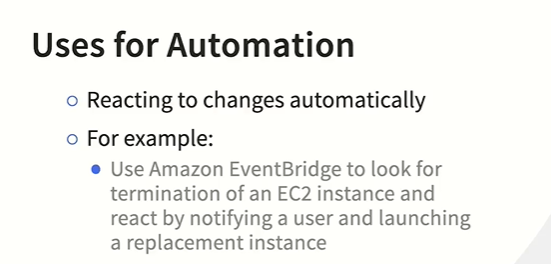 Uses for Automation
Reacting to changes automatically
For example:
Use Amazon EventBridge to look for
termination of an EC2 instance and
react by notifying a user and launching
a replacement instance